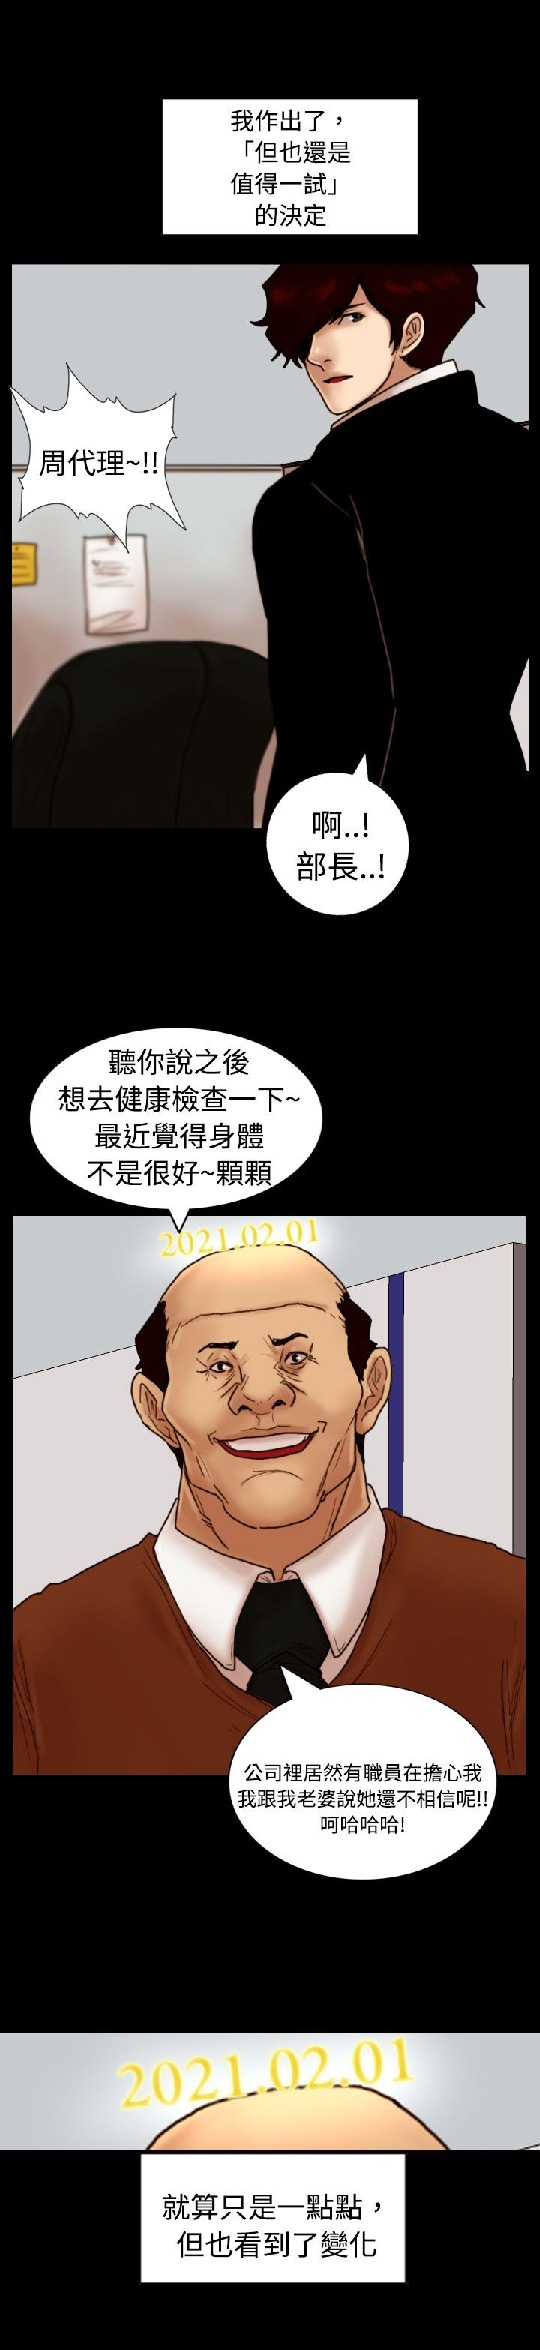 我作出了，
「但也還是
值得一試」
的決定
周代理~!!
啊..!
部長..!
聽你說之後
想去健康檢查一下~
最近覺得身體
不是很好~顆顆
2021.02.01
公司裡居然有職員在擔心我
我跟我老婆說她還不相信呢!!
呵哈哈哈!
2021.02.01
就算只是一點點，
但也看到了變化